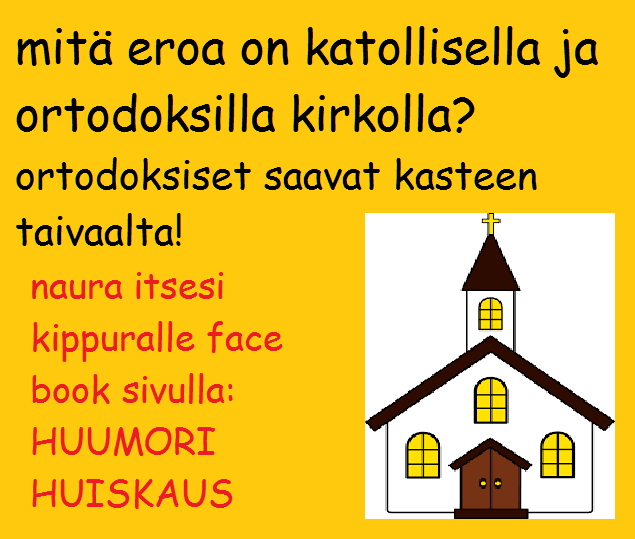 mitä eroa on katollisella ja
ortodoksilla kirkolla?
ortodoksiset saavat kasteen
taivaalta!
naura itsesi
kippuralle face
book sivulla:
HUUMORI
HUISKAUS